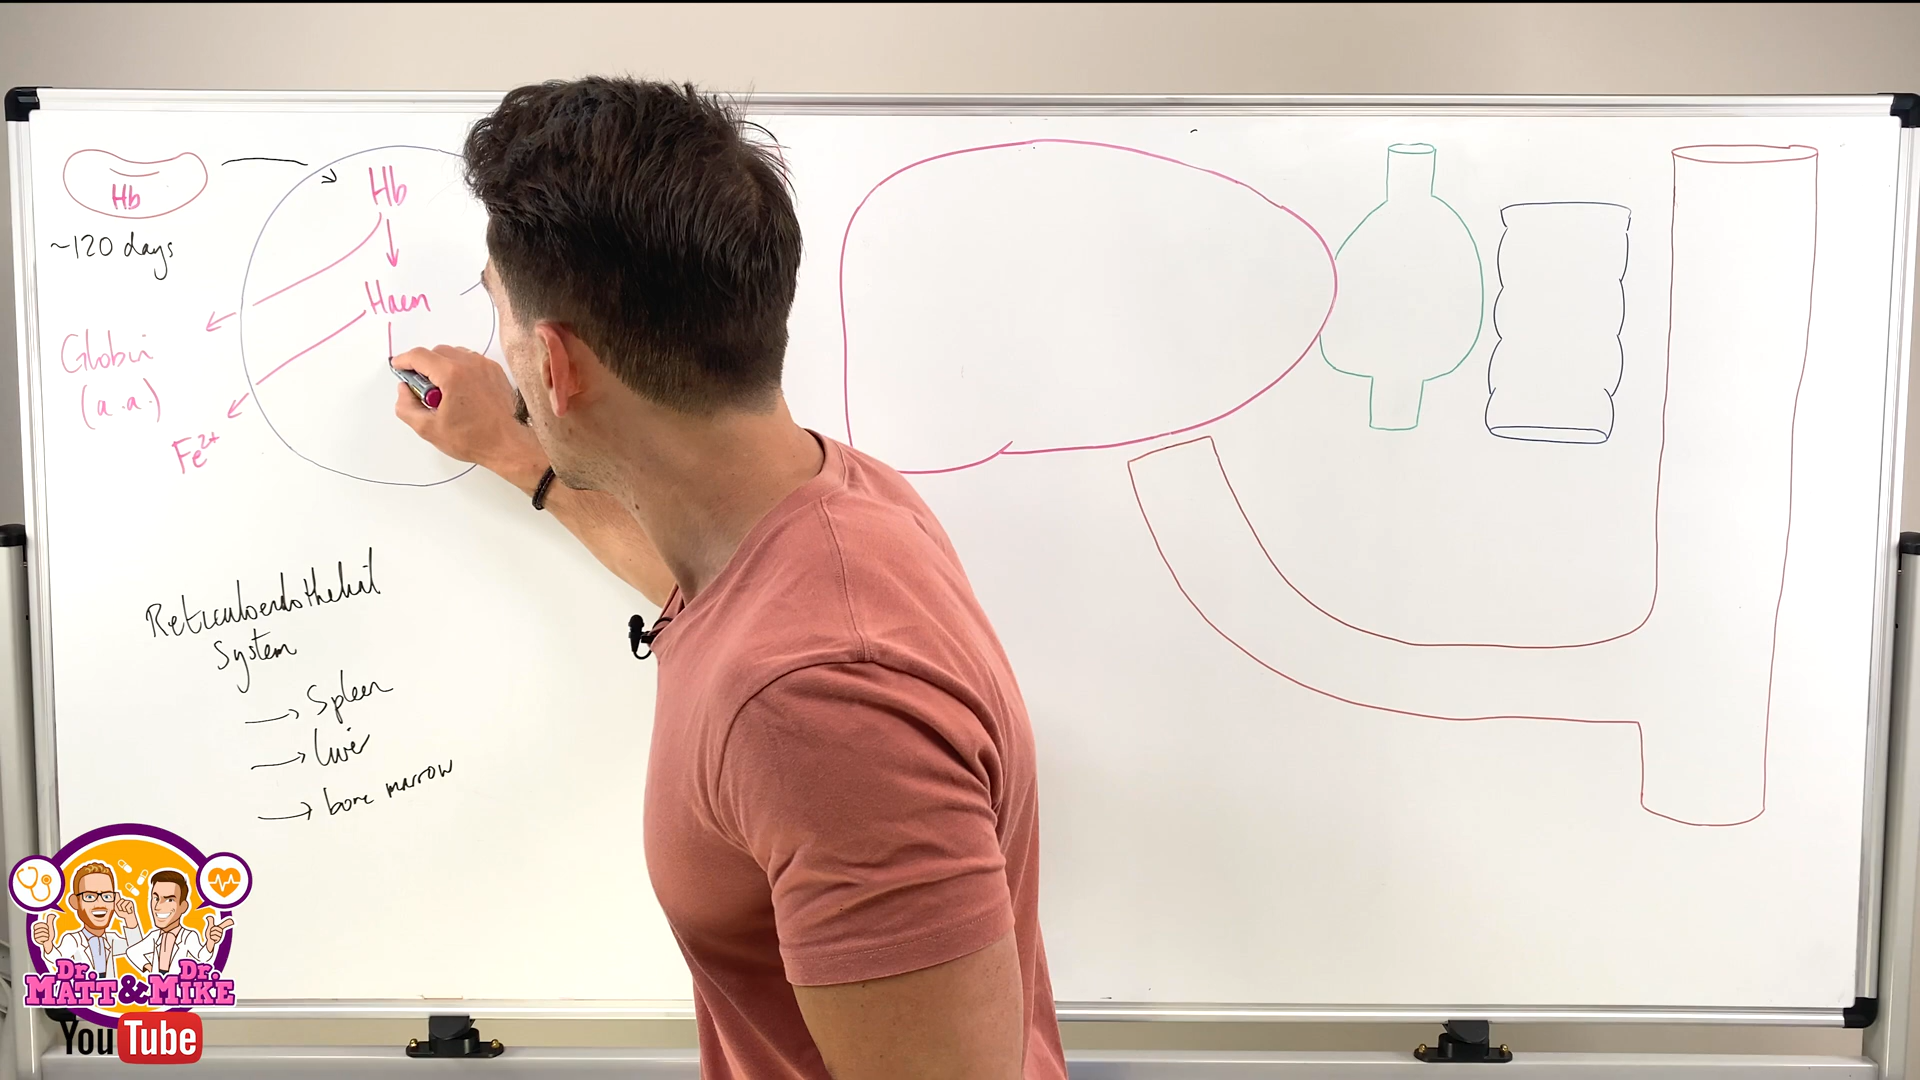 Hb
~120 days
Hb
Haem
Globin
(a.a.)
Fe2+
Reticuloendothelial
System
Spleen
Liver
bone marrow
Dr. Dr.
MATT & MIKE
YouTube